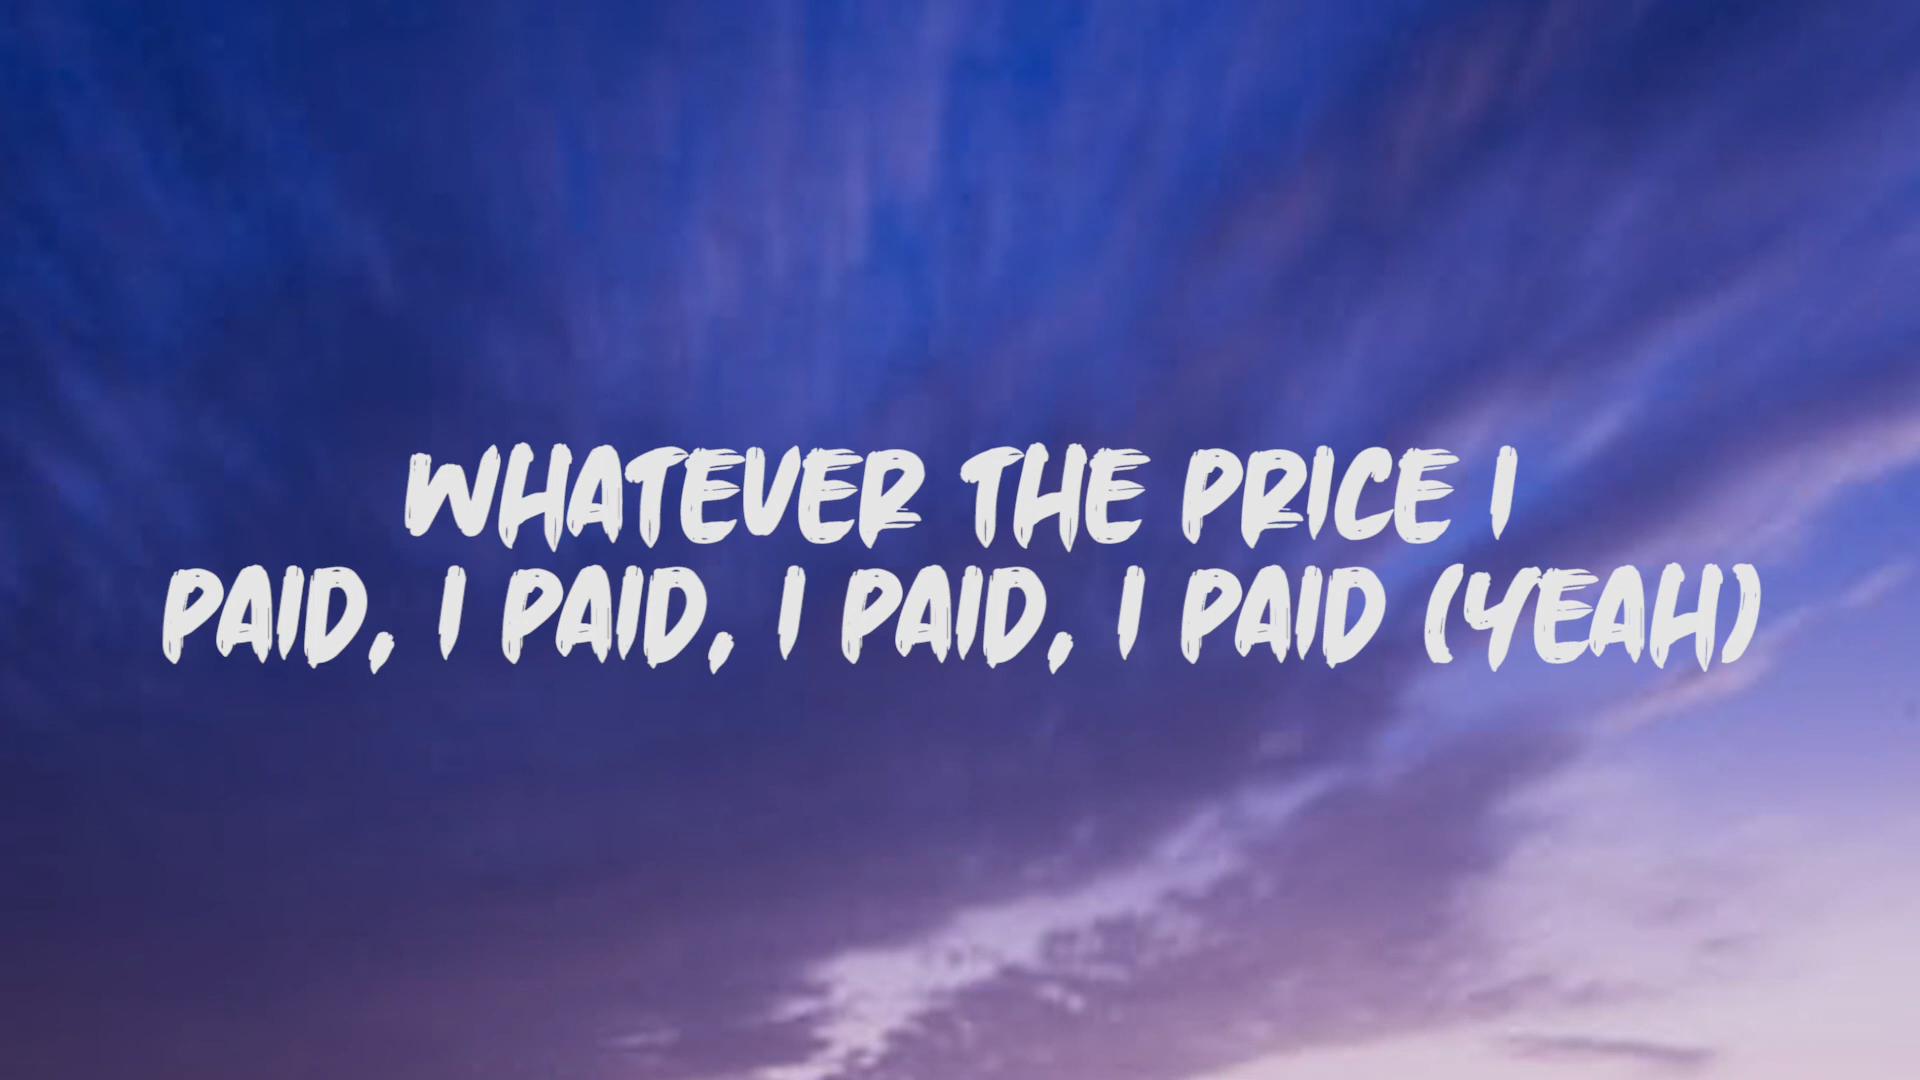 WHATEVER THE PRICE I
PAID, I PAID, I PAID, I PAID (YEAH)